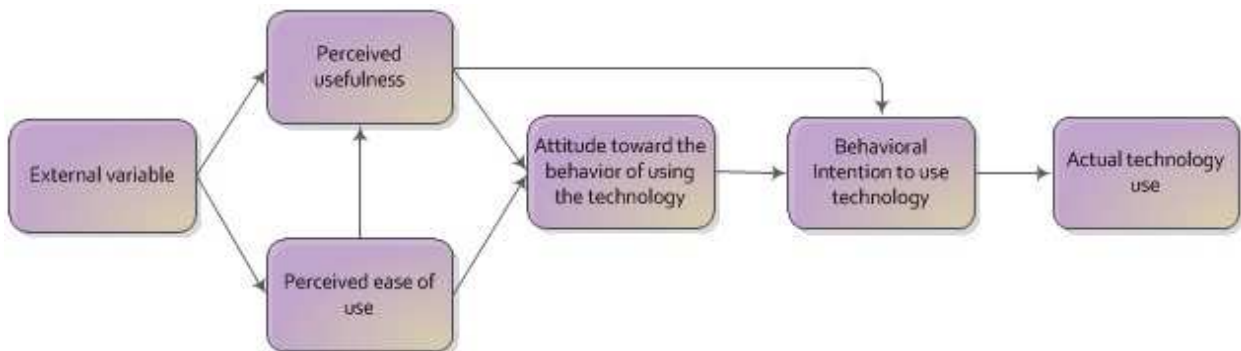 Perceived
usefulness
External variable
Attitude toward the
behavior of using
the technology
Behavioral
Intention to use
technology
Actual technology
use
Perceived ease of
use